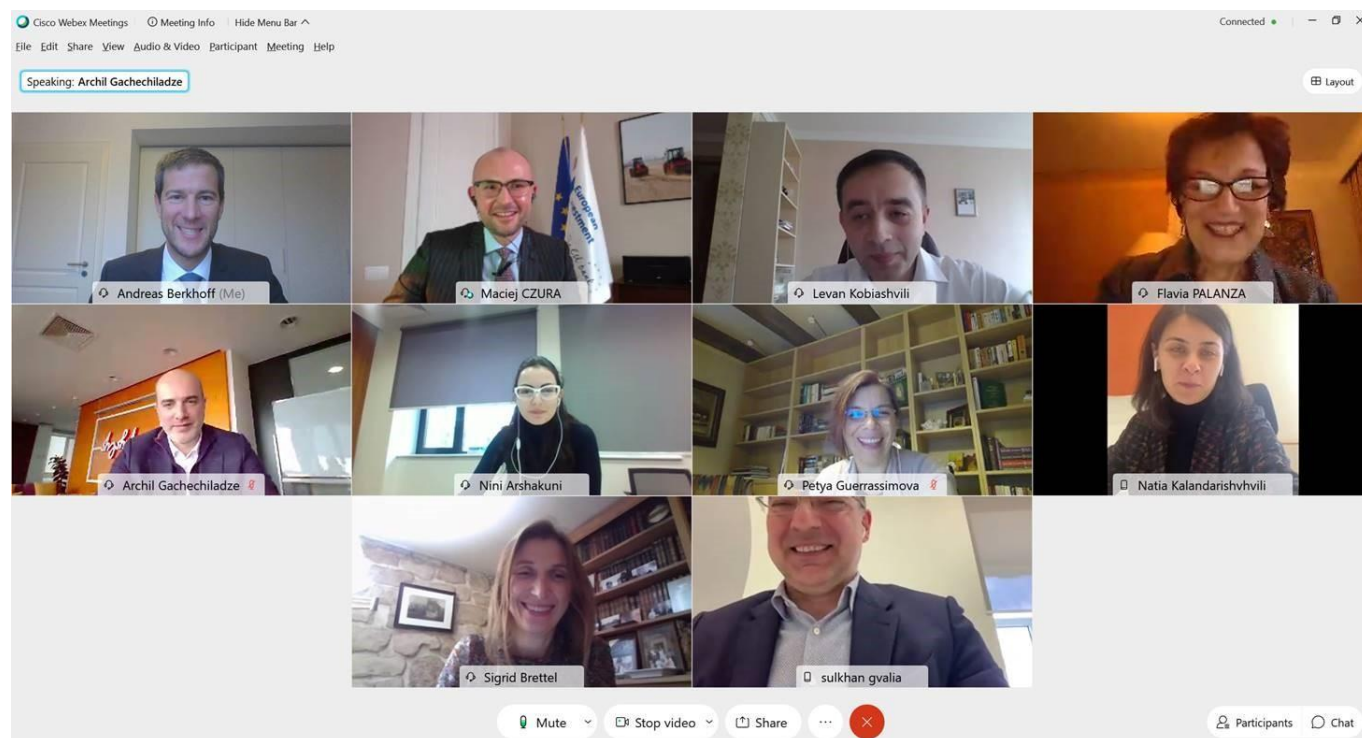 Cisco Webex Meetings Meeting Info Hide Menu Bar Connected
File Edit Share View Audio & Video Participant Meeting Help
Speaking: Archil Gachechiladze Layout
European
Andreas Berkhoff (Me) Maciej CZURA Levan Kobiashvili Flavia PALANZA
Archil Gachechiladze Nini Arshakuni Petya Guerrassimova Natia Kalandarishvhvili
Sigrid Brettel sulkhan gvalia
Mute Stop video Share Participants Chat